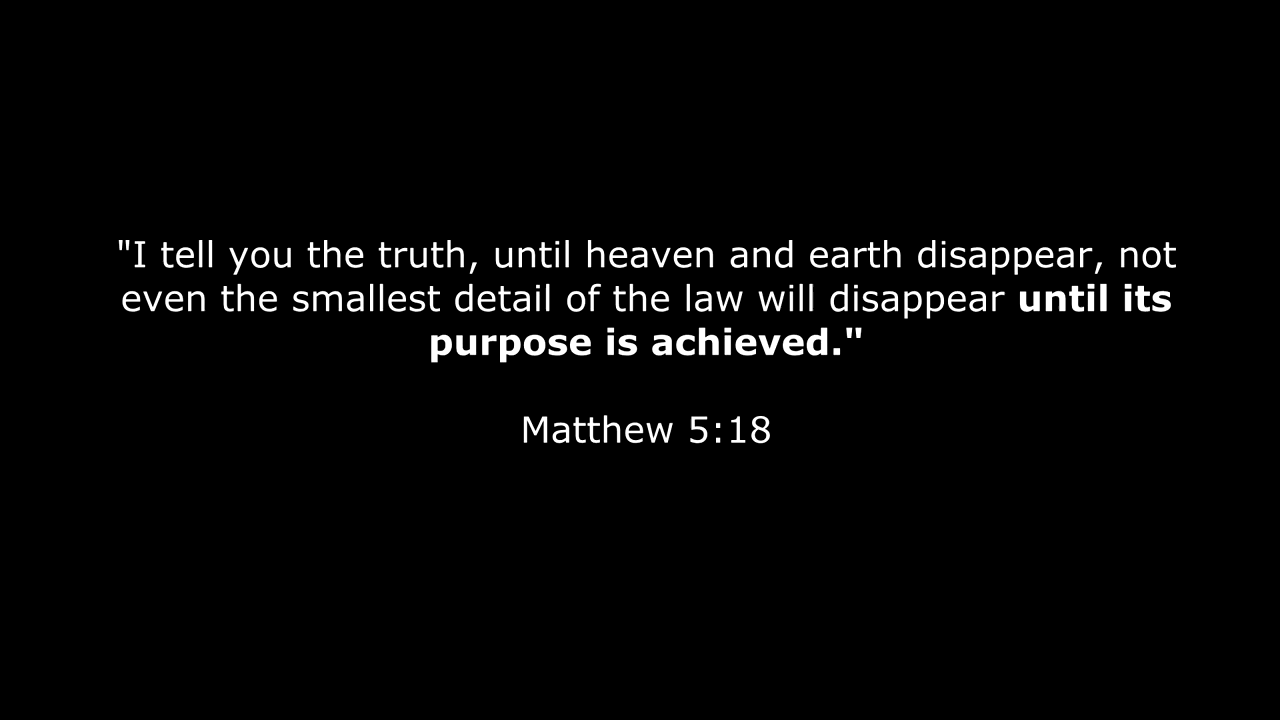 "I tell you the truth, until heaven and earth disappear, not
even the smallest detail of the law will disappear until its
purpose is achieved."
Matthew 5:18